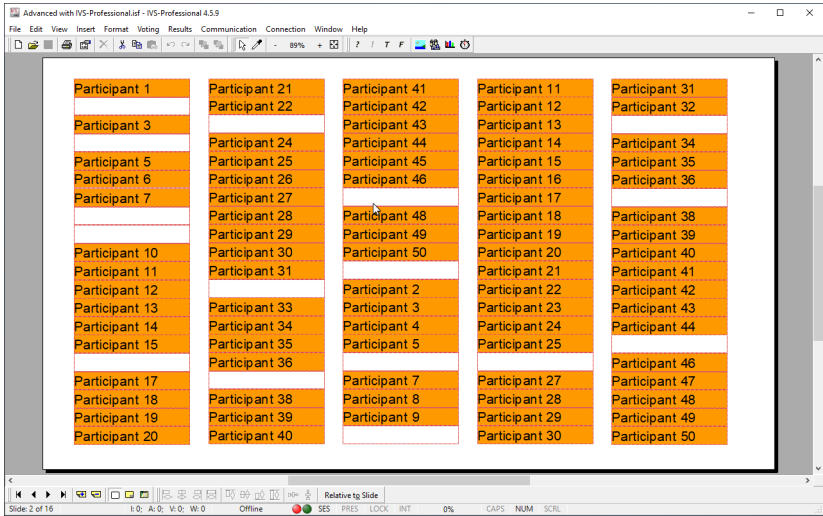 Advanced with IVS-Professional.isf - IVS-Professional 4.5.9
File Edit View Insert Format Voting Results Communication Connection Window Help
- 89% + ? ! T F
Participant 1
Participant 3
Participant 5
Participant 6
Participant 7
Participant 10
Participant 11
Participant 12
Participant 13
Participant 14
Participant 15
Participant 17
Participant 18
Participant 19
Participant 20
Participant 21
Participant 22
Participant 24
Participant 25
Participant 26
Participant 27
Participant 28
Participant 29
Participant 30
Participant 31
Participant 33
Participant 34
Participant 35
Participant 36
Participant 38
Participant 39
Participant 40
Participant 41
Participant 42
Participant 43
Participant 44
Participant 45
Participant 46
Participant 48
Participant 49
Participant 50
Participant 2
Participant 3
Participant 4
Participant 5
Participant 7
Participant 8
Participant 9
Participant 11
Participant 12
Participant 13
Participant 14
Participant 15
Participant 16
Participant 17
Participant 18
Participant 19
Participant 20
Participant 21
Participant 22
Participant 23
Participant 24
Participant 25
Participant 27
Participant 28
Participant 29
Participant 30
Participant 31
Participant 32
Participant 34
Participant 35
Participant 36
Participant 38
Participant 39
Participant 40
Participant 41
Participant 42
Participant 43
Participant 44
Participant 46
Participant 47
Participant 48
Participant 49
Participant 50
Relative to Slide
Slide: 2 of 16 I: 0; A: 0; V: 0; W: 0 Offline SES PRES LOCK INT 0% CAPS NUM SCRL